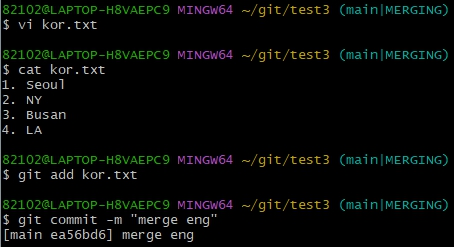 82102@LAPTOP-H8VAEPC9 MINGW64 ~/git/test3 (main|MERGING)
$ vi kor.txt
82102@LAPTOP-H8VAEPC9 MINGW64 ~/git/test3 (main|MERGING)
$ cat kor.txt
1. Seoul
2. NY
3. Busan
4. LA
82102@LAPTOP-H8VAEPC9 MINGW64 ~/git/test3 (main|MERGING)
$ git add kor.txt
82102@LAPTOP-H8VAEPC9 MINGW64 ~/git/test3 (main|MERGING)
$ git commit -m "merge eng"
[main ea56bd6] merge eng